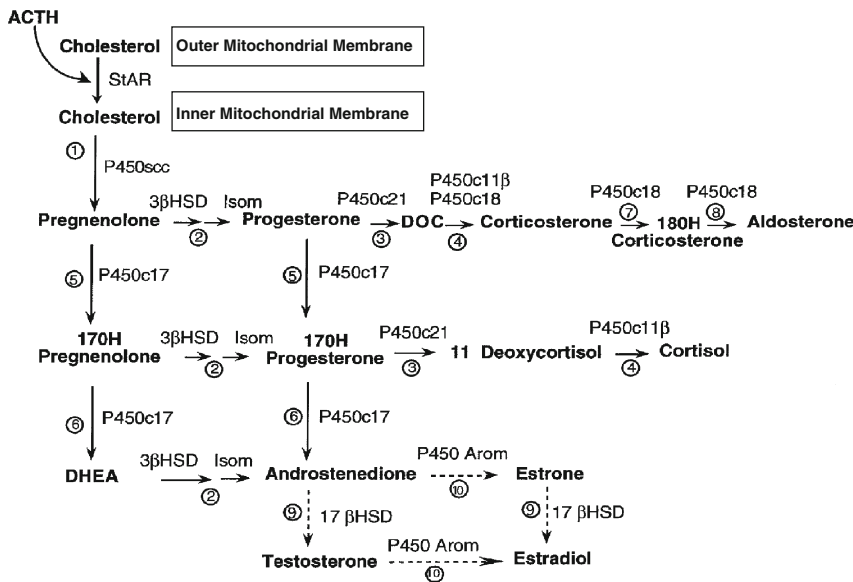 ACTH
Cholesterol Outer Mitochondrial Membrane
StAR
Cholesterol Inner Mitochondrial Membrane
① P450scc
P450c11β
3βHSD Isom P450c21 P450c18 P450c18 P450c18
Pregnenolone ② Progesterone ③ DOC ④ Corticosterone ⑦ 180H ⑧ Aldosterone
Corticosterone
⑤ P450c17 ⑤ P450c17
170H 3βHSD Isom 170H P450c21 P450c11β
Pregnenolone ② Progesterone ③ 11 Deoxycortisol ④ Cortisol
⑥ P450c17 ⑥ P450c17
3βHSD Isom P450 Arom
DHEA ② Androstenedione ⑩ Estrone
⑨ 17 βHSD ⑨ 17 βHSD
P450 Arom
Testosterone ⑩ Estradiol